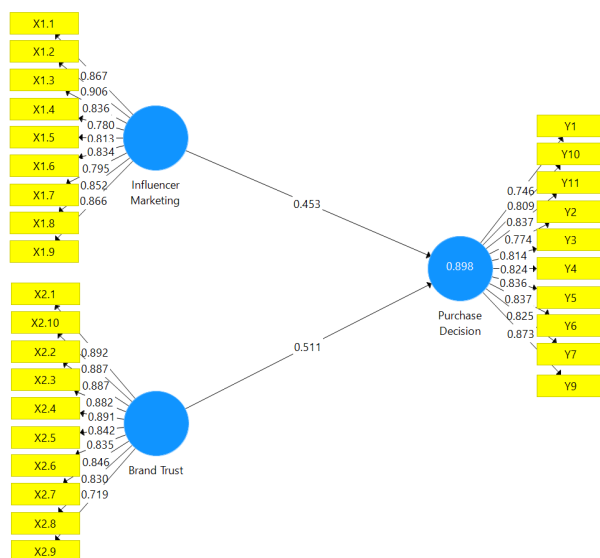 X1.1
X1.2
X1.3
X1.4
X1.5
X1.6
X1.7
X1.8
X1.9
0.867
0.906
0.836
0.780
0.813
0.834
0.795
0.852
0.866
Influencer
Marketing
0.453
X2.1
X2.10
X2.2
X2.3
X2.4
X2.5
X2.6
X2.7
X2.8
X2.9
0.892
0.887
0.887
0.882
0.891
0.842
0.835
0.846
0.830
0.719
Brand Trust
0.511
0.898
Purchase
Decision
0.746
0.809
0.837
0.774
0.814
0.824
0.836
0.837
0.825
0.873
Y1
Y10
Y11
Y2
Y3
Y4
Y5
Y6
Y7
Y9